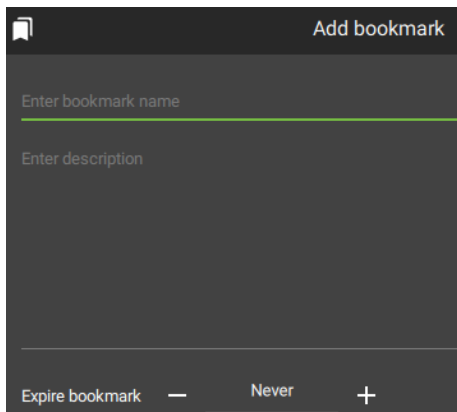 Add bookmark
Enter bookmark name
Enter description
Expire bookmark — Never +